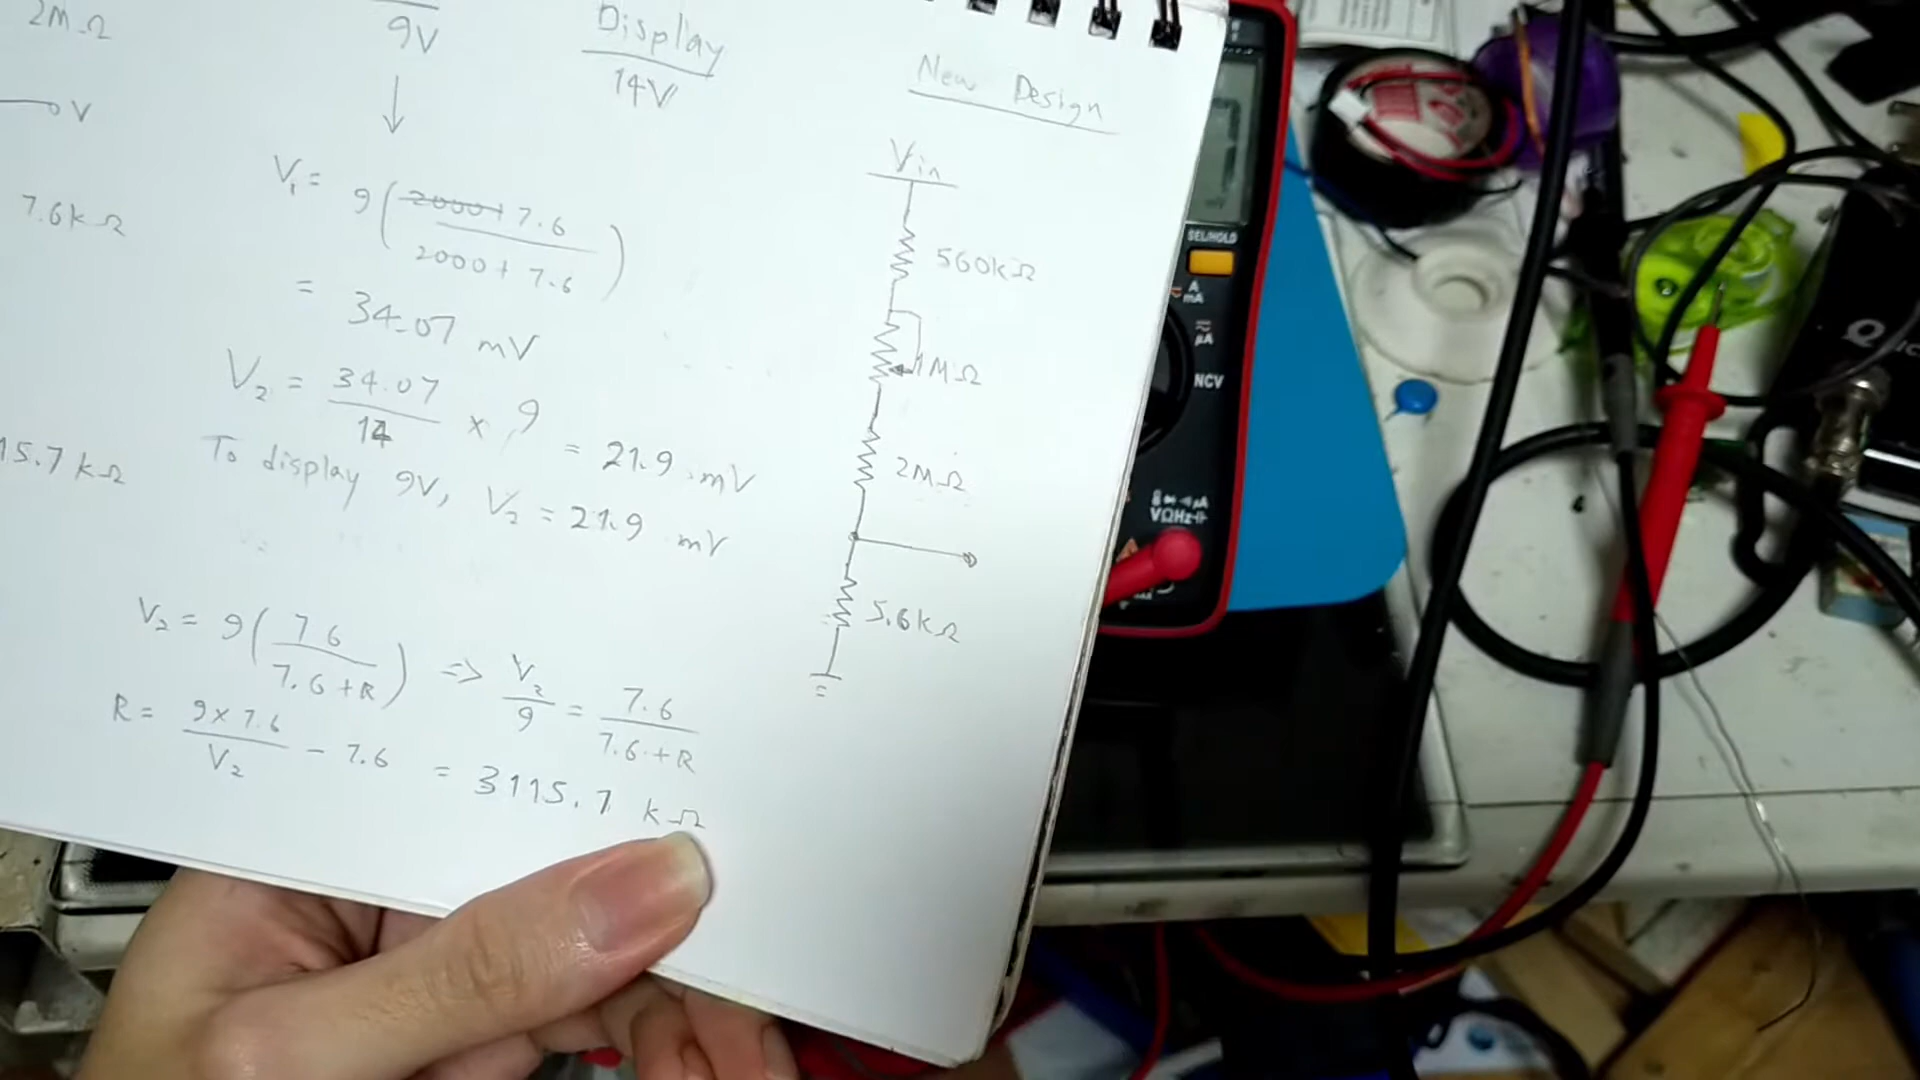 2MΩ
9V
Display
14V
New Design
V
Vin
V₁ = 9(7.6 / 2000 + 7.6)
7.6kΩ
560kΩ
= 34.07 mV
1MΩ
V₂ = 34.07 / 14 × 9 = 21.9 mV
15.7kΩ
To display 9V, V₂ = 21.9 mV
2MΩ
5.6kΩ
V₂ = 9(7.6 / 7.6 + R) => V₂ / 9 = 7.6 / 7.6 + R
R = 9 × 7.6 / V₂ - 7.6 = 3115.7 kΩ
SEL/HOLD
A
mA
μA
NCV
VΩHz